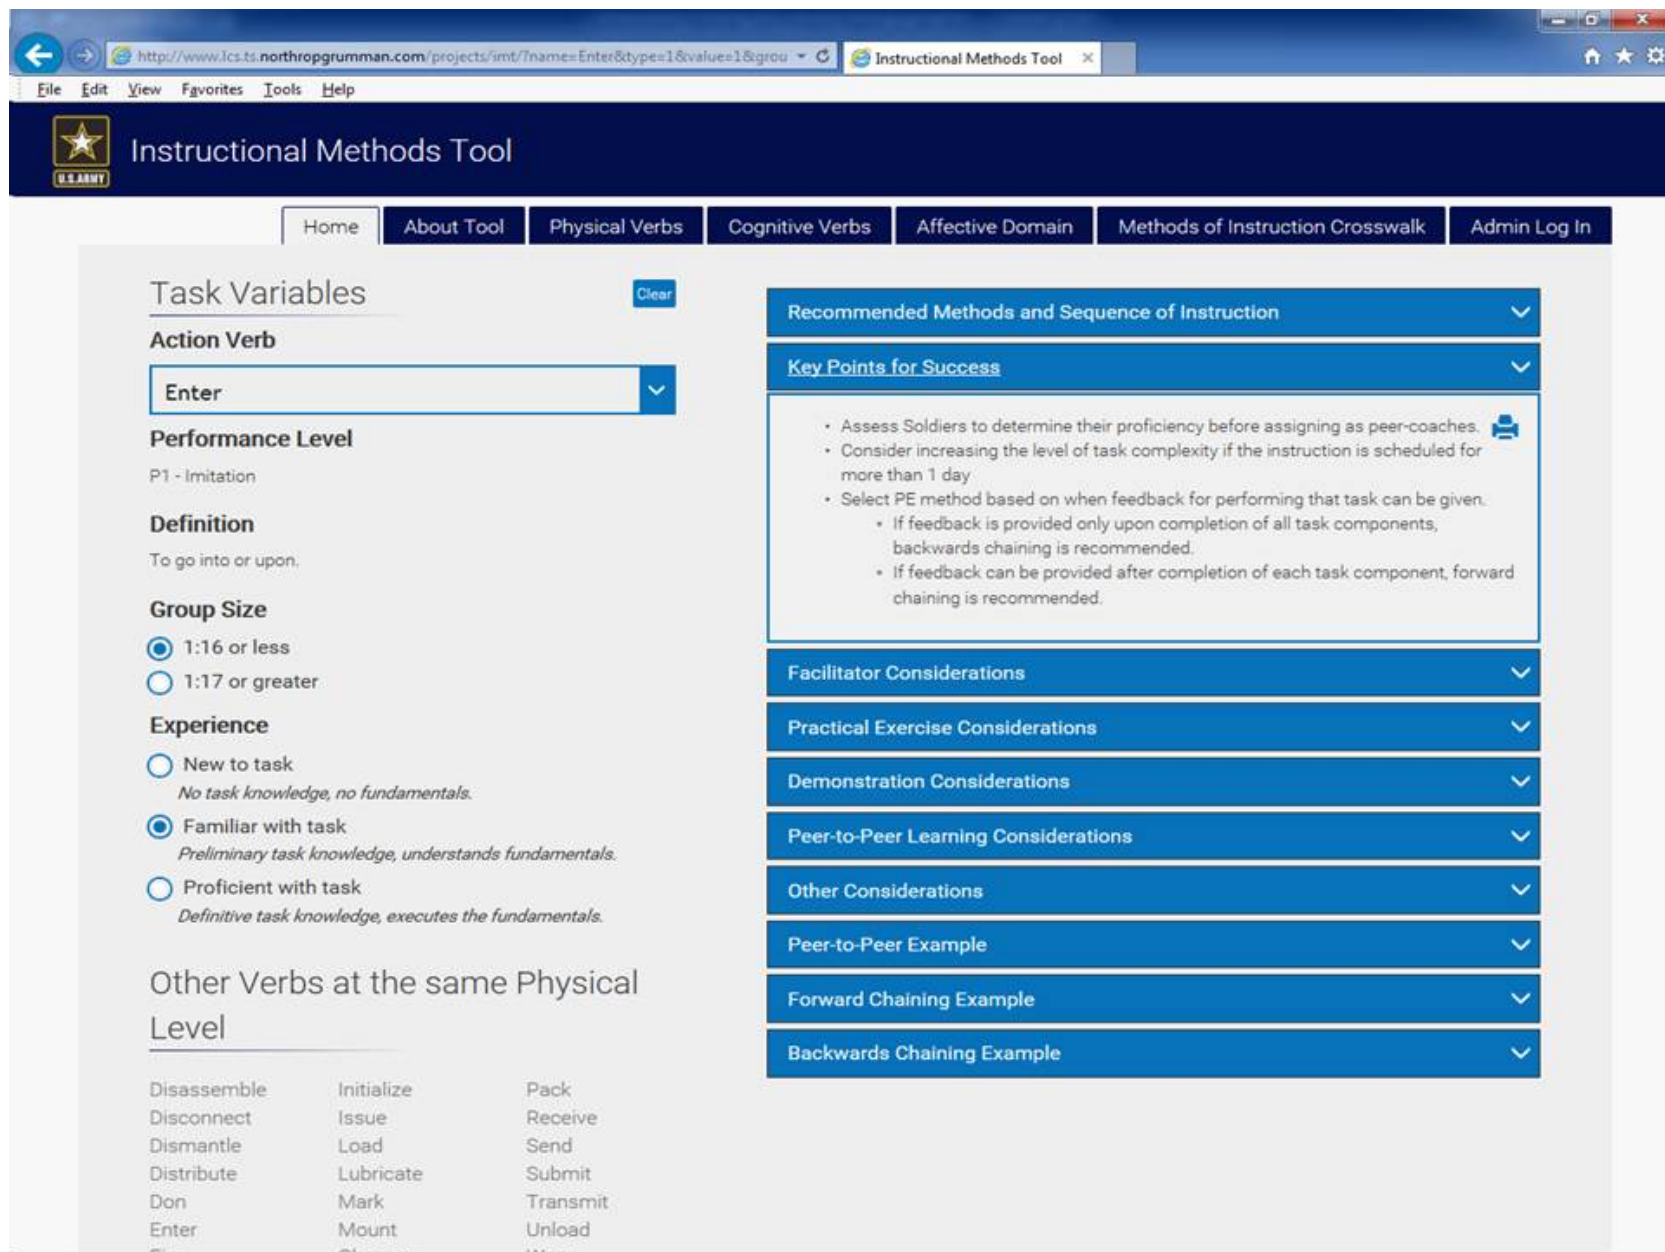 http://www.lcs.ts.northropgrumman.com/projects/imt/?name=Enter&type=1&value=1&grou
Instructional Methods Tool
File Edit View Favorites Tools Help
U.S.ARMY
Instructional Methods Tool
Home About Tool Physical Verbs Cognitive Verbs Affective Domain Methods of Instruction Crosswalk Admin Log In
Task Variables
Clear
Action Verb
Enter
Performance Level
P1 - Imitation
Definition
To go into or upon.
Group Size
1:16 or less
1:17 or greater
Experience
New to task
No task knowledge, no fundamentals.
Familiar with task
Preliminary task knowledge, understands fundamentals.
Proficient with task
Definitive task knowledge, executes the fundamentals.
Other Verbs at the same Physical
Level
Disassemble Initialize Pack
Disconnect Issue Receive
Dismantle Load Send
Distribute Lubricate Submit
Don Mark Transmit
Enter Mount Unload
Recommended Methods and Sequence of Instruction
Key Points for Success
• Assess Soldiers to determine their proficiency before assigning as peer-coaches.
• Consider increasing the level of task complexity if the instruction is scheduled for
more than 1 day
• Select PE method based on when feedback for performing that task can be given.
• If feedback is provided only upon completion of all task components,
backwards chaining is recommended.
• If feedback can be provided after completion of each task component, forward
chaining is recommended.
Facilitator Considerations
Practical Exercise Considerations
Demonstration Considerations
Peer-to-Peer Learning Considerations
Other Considerations
Peer-to-Peer Example
Forward Chaining Example
Backwards Chaining Example